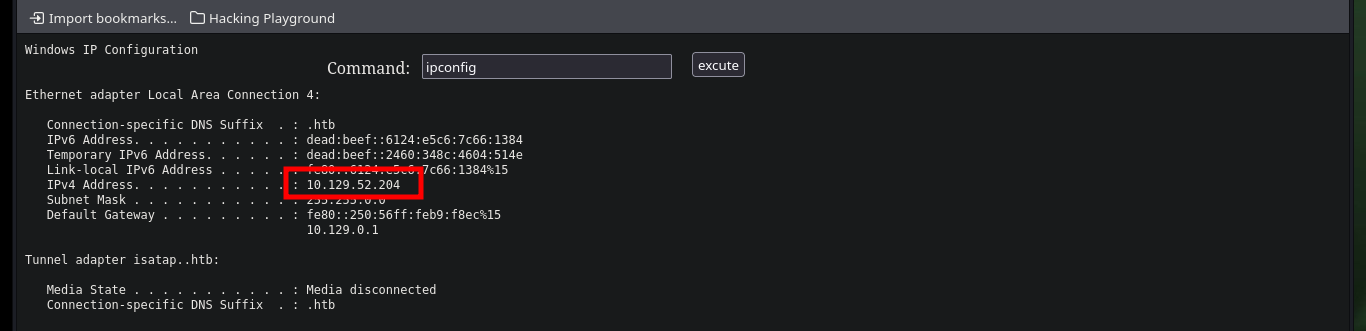 Import bookmarks... Hacking Playground
Windows IP Configuration
Command: ipconfig excute
Ethernet adapter Local Area Connection 4:
Connection-specific DNS Suffix  . : .htb
IPv6 Address. . . . . . . . . . . : dead:beef::6124:e5c6:7c66:1384
Temporary IPv6 Address. . . . . . : dead:beef::2460:348c:4604:514e
Link-local IPv6 Address . . . . . : fe80::6124:e5c6:7c66:1384%15
IPv4 Address. . . . . . . . . . . : 10.129.52.204
Subnet Mask . . . . . . . . . . . : 255.255.0.0
Default Gateway . . . . . . . . . : fe80::250:56ff:feb9:f8ec%15
10.129.0.1
Tunnel adapter isatap..htb:
Media State . . . . . . . . . . . : Media disconnected
Connection-specific DNS Suffix  . : .htb